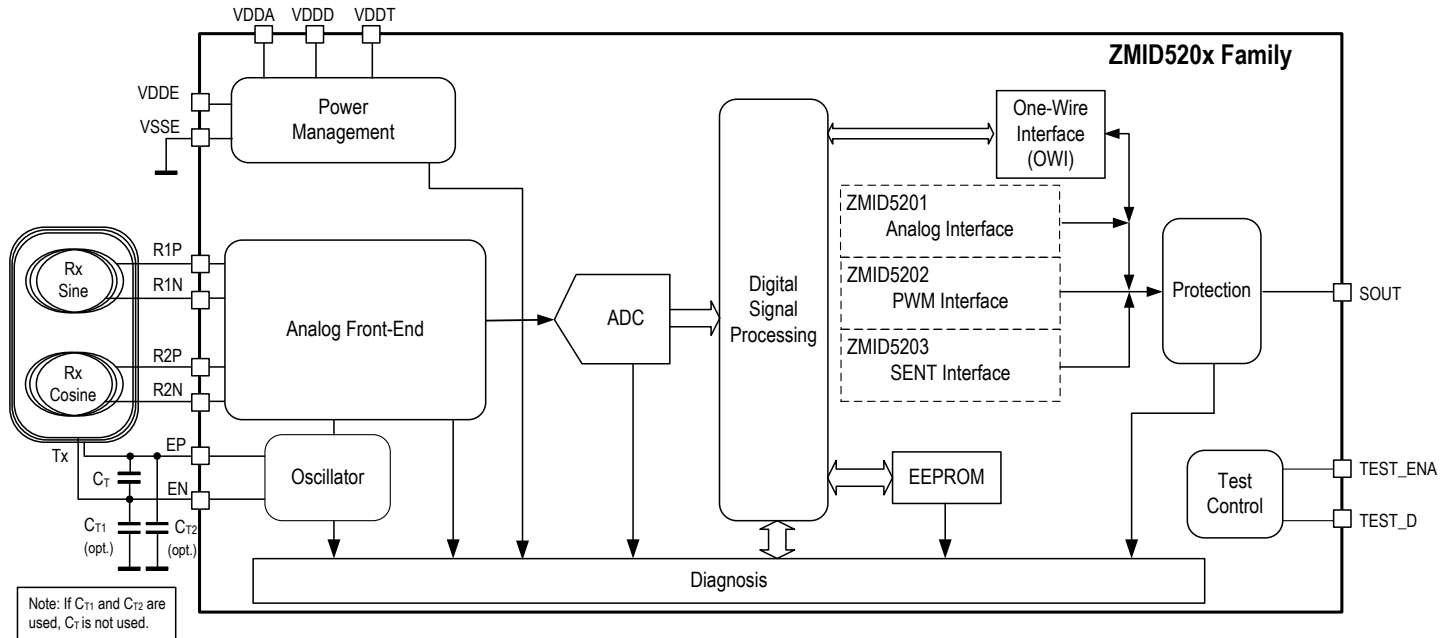 VDDA VDDD VDDT
ZMID520x Family
VDDE
VSSE
Power
Management
One-Wire
Interface
(OWI)
ZMID5201
Analog Interface
ZMID5202
PWM Interface
ZMID5203
SENT Interface
Rx
Sine
Rx
Cosine
R1P
R1N
R2P
R2N
Analog Front-End
ADC
Digital
Signal
Processing
Protection
SOUT
Tx
EP
EN
CT
CT1
(opt.)
CT2
(opt.)
Oscillator
EEPROM
Test
Control
TEST_ENA
TEST_D
Diagnosis
Note: If CT1 and CT2 are
used, CT is not used.